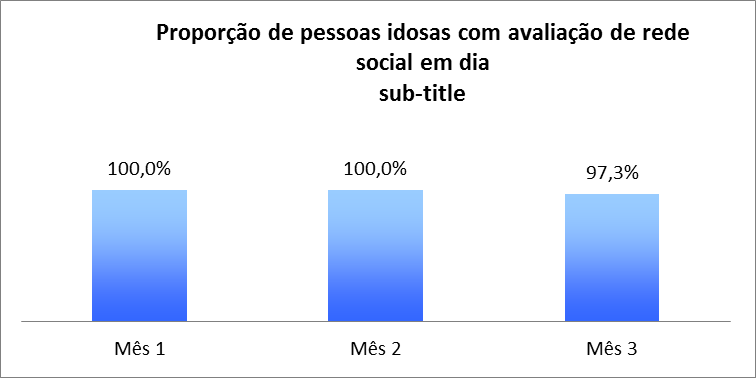 Proporção de pessoas idosas com avaliação de rede
social em dia
sub-title
100,0%
100,0%
97,3%
Mês 1
Mês 2
Mês 3